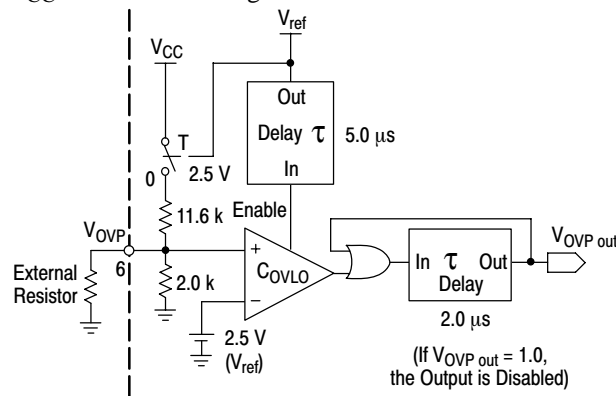 V_ref
V_CC
Out
Delay τ
5.0 μs
In
T
0
2.5 V
Enable
11.6 k
V_OVP
6
External
Resistor
2.0 k
+
C_OVLO
–
2.5 V
(V_ref)
In τ Out
Delay
2.0 μs
V_OVP out
(If V_OVP out = 1.0,
the Output is Disabled)